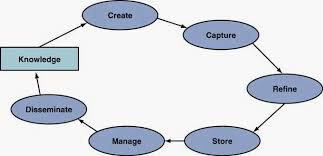 Create
Capture
Knowledge
Refine
Disseminate
Manage
Store